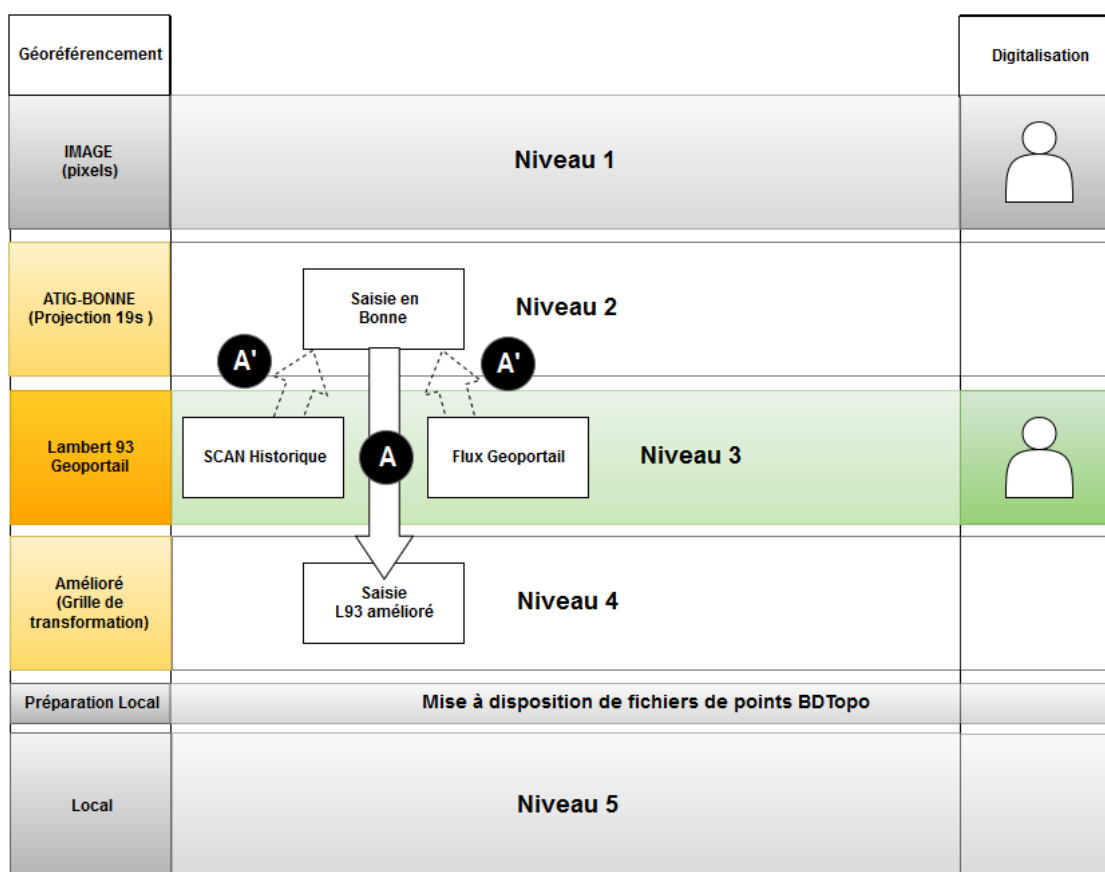 Géoréférencement
Digitalisation
IMAGE
(pixels)
Niveau 1
ATIG-BONNE
(Projection 19s )
Saisie en
Bonne
Niveau 2
A'
A'
Lambert 93
Geoportail
SCAN Historique
A
Flux Geoportail
Niveau 3
Amélioré
(Grille de
transformation)
Saisie
L93 amélioré
Niveau 4
Préparation Local
Mise à disposition de fichiers de points BDTopo
Local
Niveau 5